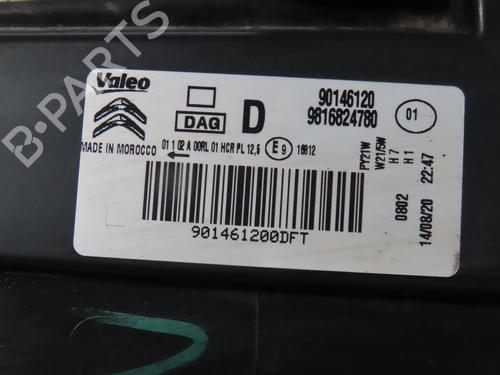 B-PARTS
Valeo
DAG
D
90146120
9816824780
01
MADE IN MOROCCO
01 1 02 A 00RL 01 HCR PL 12,5
E9
16812
PY21W
W21/5W
H7
H1
0802
14/08/20 22:47
901461200DFT